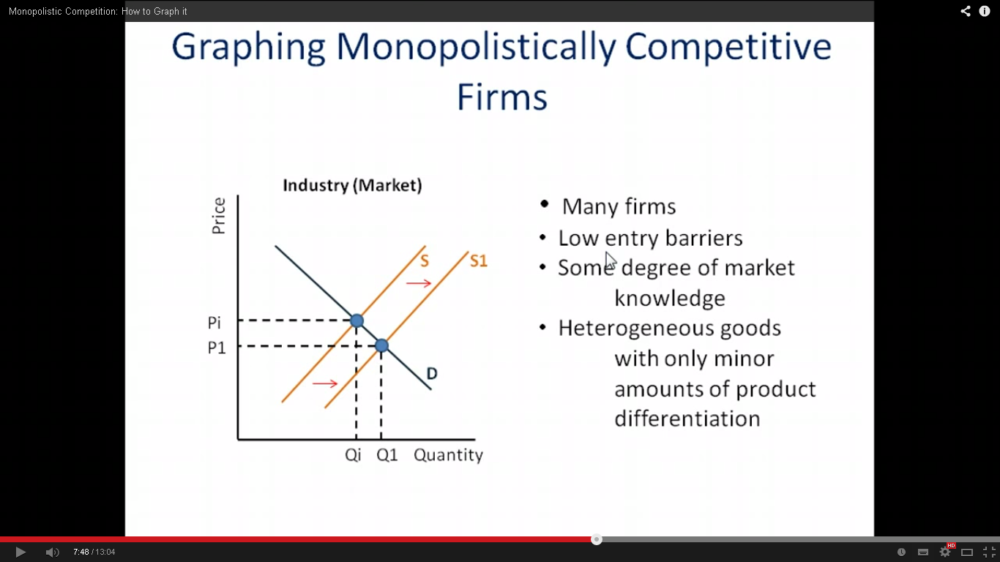 Monopolistic Competition: How to Graph it
Graphing Monopolistically Competitive
Firms
Industry (Market)
Price
S
S1
Pi
P1
D
Qi
Q1
Quantity
• Many firms
• Low entry barriers
• Some degree of market
knowledge
• Heterogeneous goods
with only minor
amounts of product
differentiation
7:48 / 13:04
HD